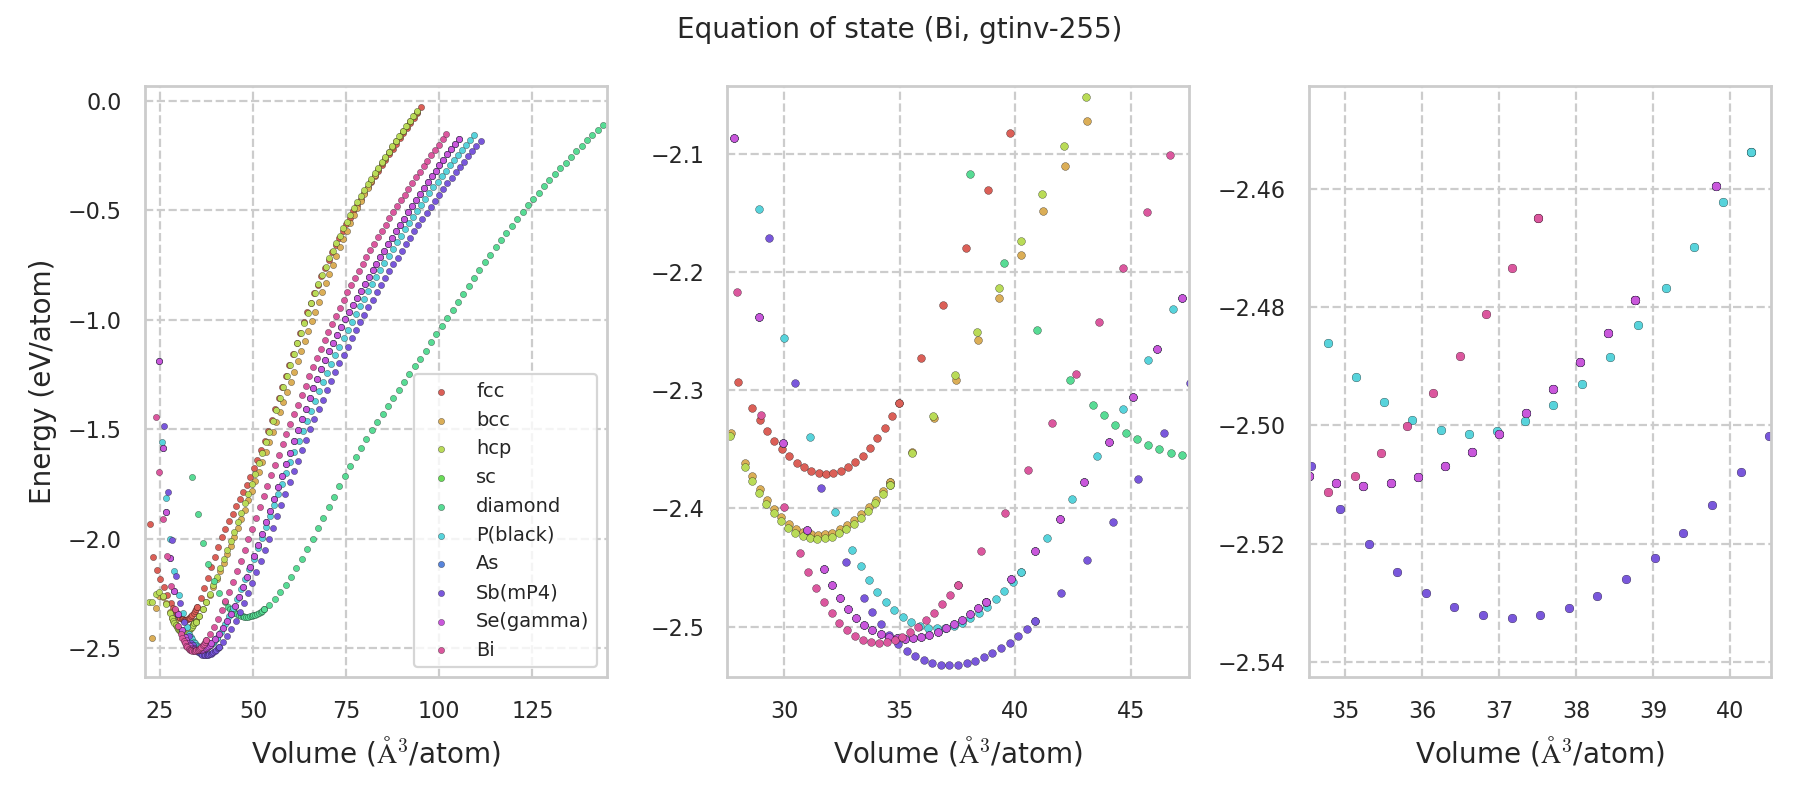 Equation of state (Bi, gtinv-255)
Energy (eV/atom)
0.0
−0.5
−1.0
−1.5
−2.0
−2.5
25
50
75
100
125
Volume (Å³/atom)
fcc
bcc
hcp
sc
diamond
P(black)
As
Sb(mP4)
Se(gamma)
Bi
−2.1
−2.2
−2.3
−2.4
−2.5
30
35
40
45
Volume (Å³/atom)
−2.46
−2.48
−2.50
−2.52
−2.54
35
36
37
38
39
40
Volume (Å³/atom)